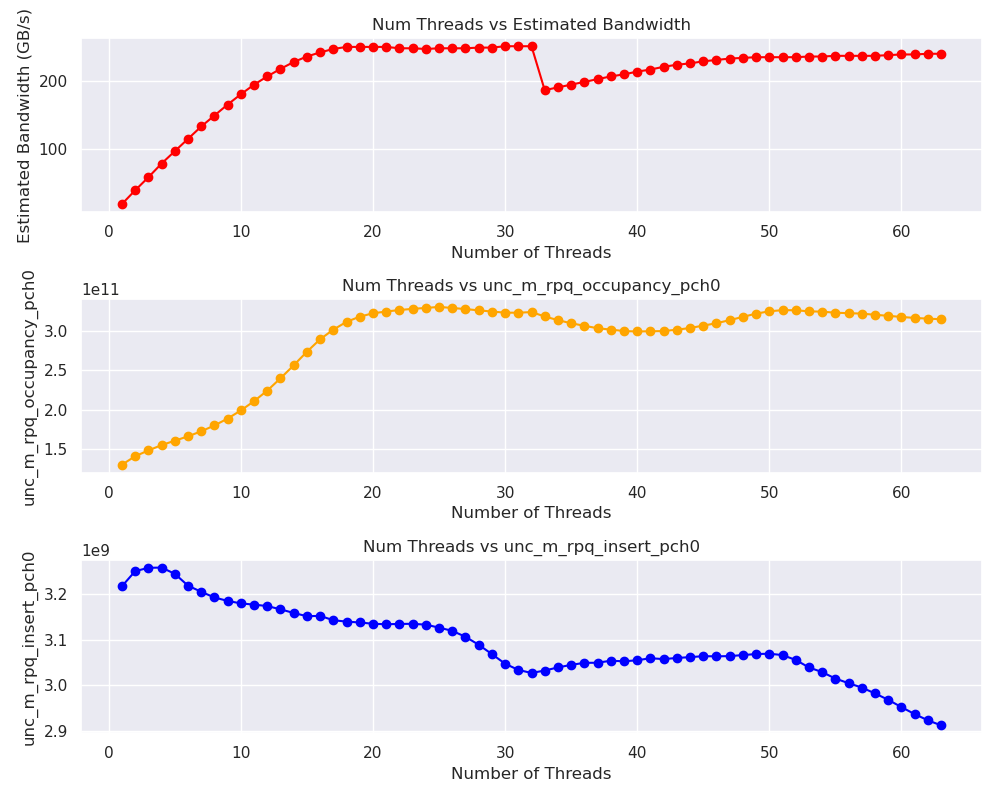 Num Threads vs Estimated Bandwidth
Estimated Bandwidth (GB/s)
200
100
0 10 20 30 40 50 60
Number of Threads
1e11
Num Threads vs unc_m_rpq_occupancy_pch0
unc_m_rpq_occupancy_pch0
3.0
2.5
2.0
1.5
0 10 20 30 40 50 60
Number of Threads
1e9
Num Threads vs unc_m_rpq_insert_pch0
unc_m_rpq_insert_pch0
3.2
3.1
3.0
2.9
0 10 20 30 40 50 60
Number of Threads